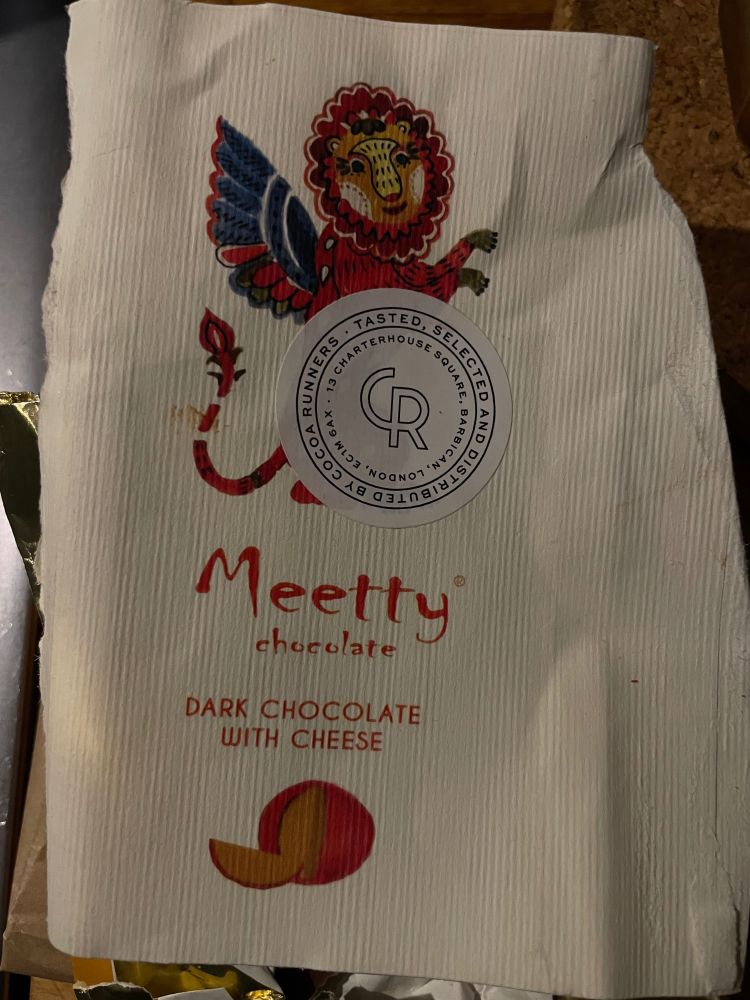 TASTED, SELECTED AND DISTRIBUTED BY COCOA RUNNERS ·
13 CHARTERHOUSE SQUARE, BARBICAN, LONDON, EC1M 6AX ·
CR
Meetty®
chocolate
DARK CHOCOLATE
WITH CHEESE